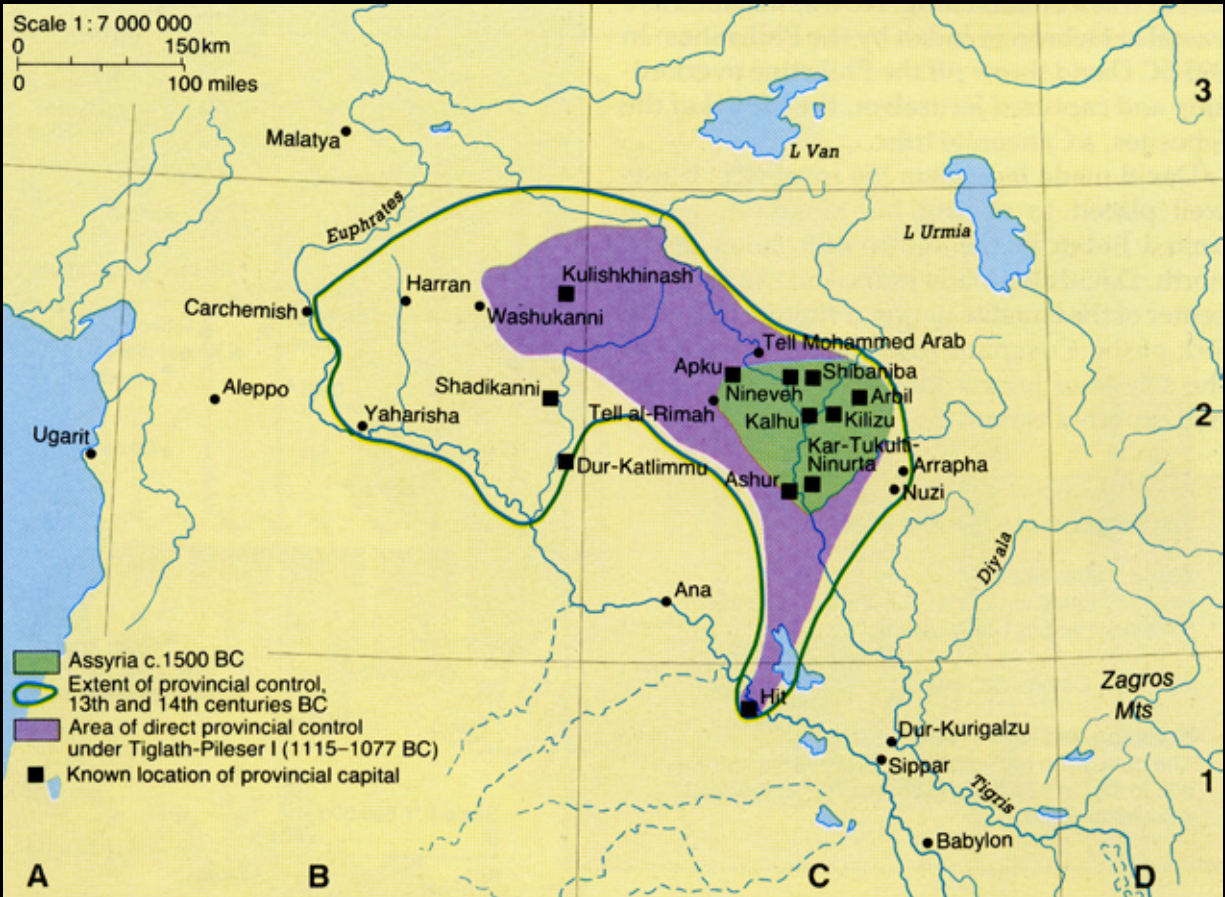 Scale 1 : 7 000 000
0 150 km
0 100 miles
3
Malatya
L Van
Euphrates
L Urmia
Kulishkhinash
Harran
Carchemish
Washukanni
Tell Mohammed Arab
Apku
Shibaniba
Shadikanni
Nineveh
Arbil
Aleppo
Yaharisha
Tell al-Rimah
Kalhu
Kilizu
2
Ugarit
Kar-Tukulti-
Ninurta
Dur-Katlimmu
Arrapha
Ashur
Nuzi
Diyala
Ana
Assyria c.1500 BC
Extent of provincial control,
13th and 14th centuries BC
Area of direct provincial control
under Tiglath-Pileser I (1115–1077 BC)
Known location of provincial capital
Zagros
Mts
Hit
Dur-Kurigalzu
Sippar
1
Tigris
Babylon
A
B
C
D